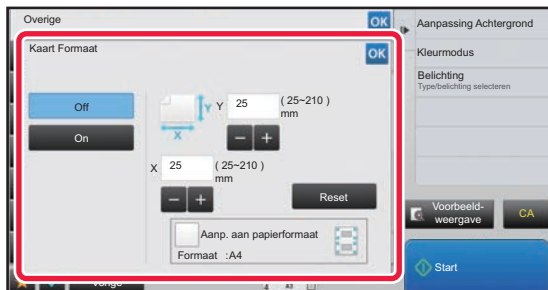 Overige
OK
Kaart Formaat
OK
Off
On
Y
Y 25 ( 25~210 )
mm
X
X 25 ( 25~210 )
mm
Reset
Aanp. aan papierformaat
Formaat :A4
Vorige
Aanpassing Achtergrond
Kleurmodus
Belichting
Type/belichting selecteren
Voorbeeld-
weergave
CA
Start